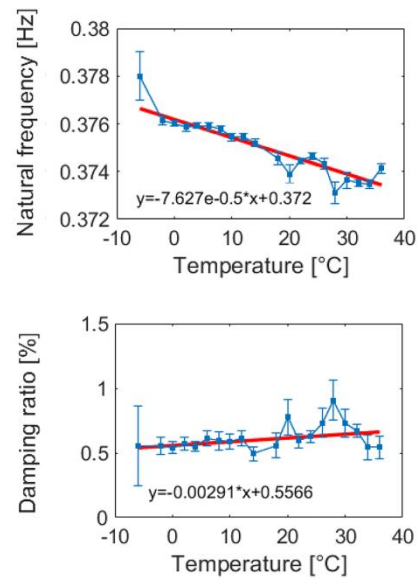 Natural frequency [Hz]
0.38
0.378
0.376
0.374
0.372
y=-7.627e-0.5*x+0.372
-10 0 10 20 30 40
Temperature [°C]
Damping ratio [%]
1.5
1
0.5
0
y=-0.00291*x+0.5566
-10 0 10 20 30 40
Temperature [°C]